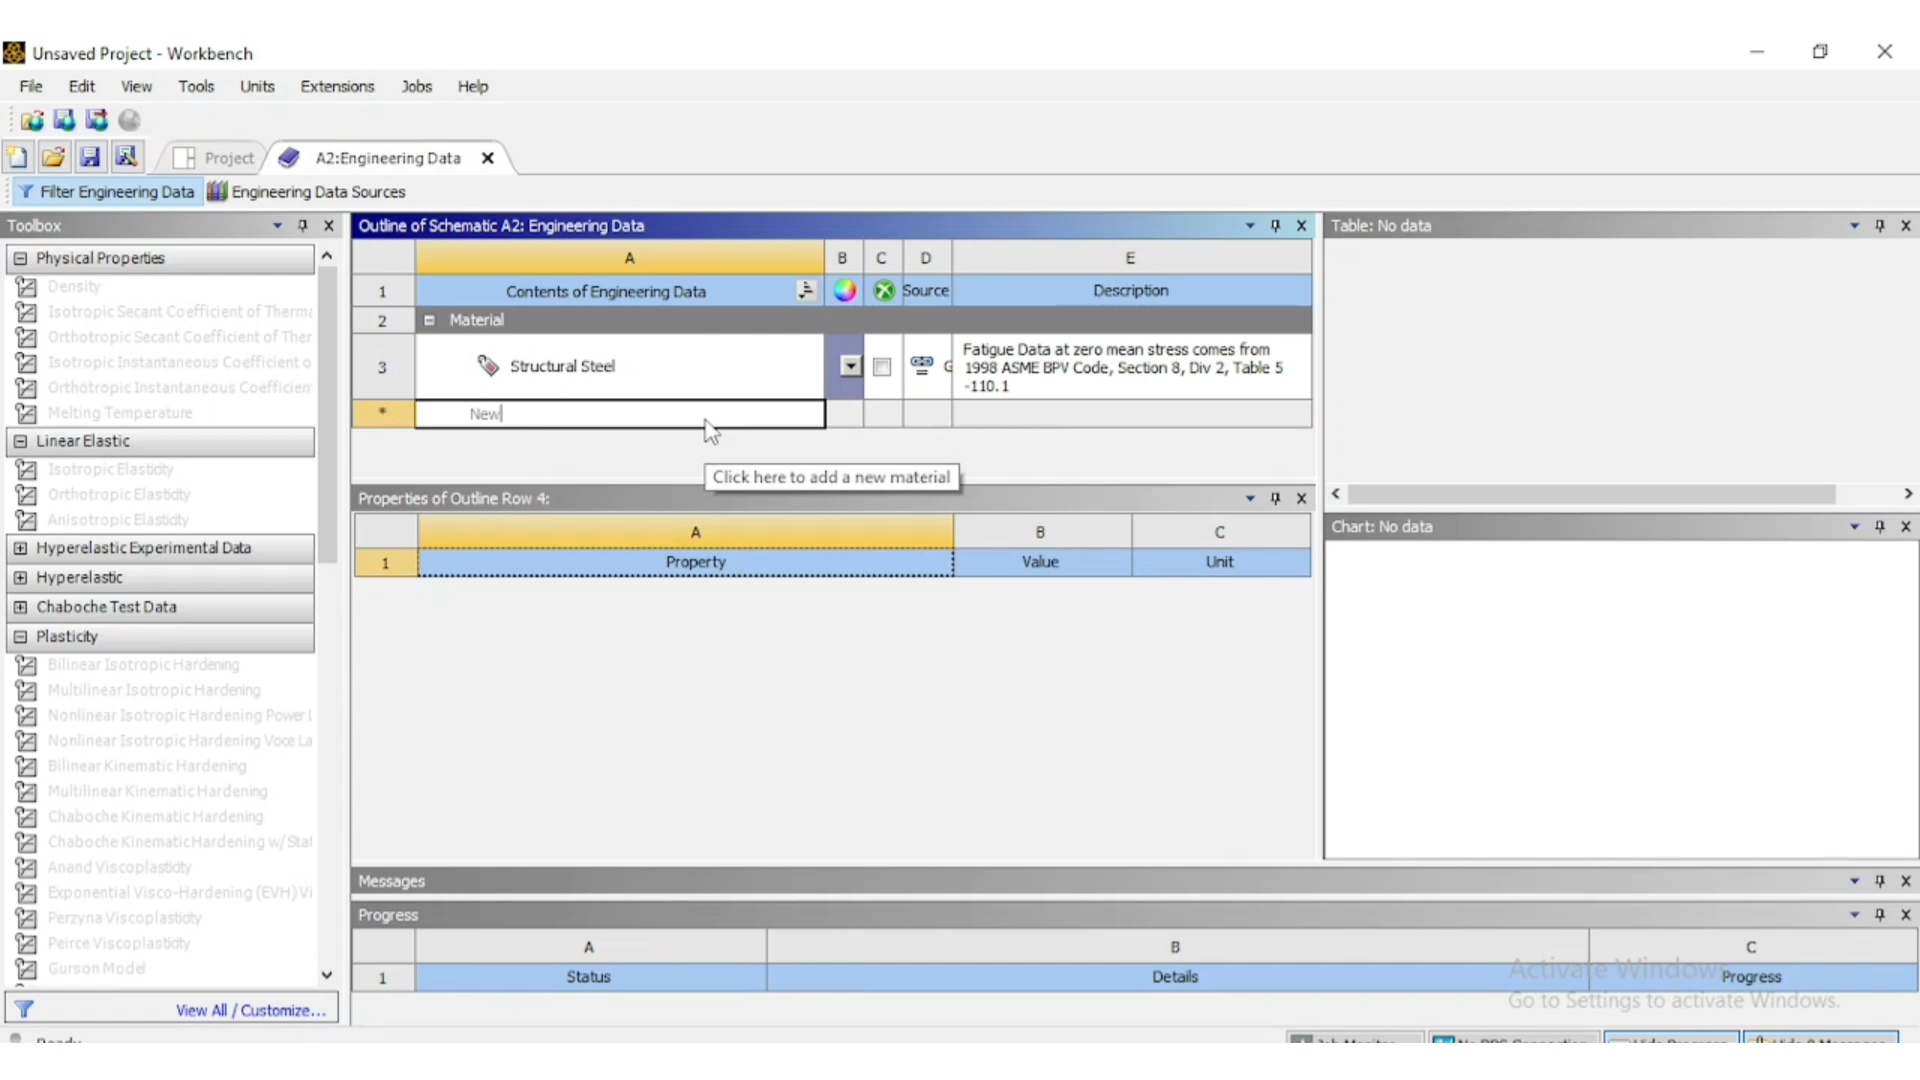 Unsaved Project - Workbench
File Edit View Tools Units Extensions Jobs Help
Project A2:Engineering Data
Filter Engineering Data Engineering Data Sources
Toolbox
Physical Properties
Density
Isotropic Secant Coefficient of Therma
Orthotropic Secant Coefficient of Ther
Isotropic Instantaneous Coefficient o
Orthotropic Instantaneous Coefficien
Melting Temperature
Linear Elastic
Isotropic Elasticity
Orthotropic Elasticity
Anisotropic Elasticity
Hyperelastic Experimental Data
Hyperelastic
Chaboche Test Data
Plasticity
Bilinear Isotropic Hardening
Multilinear Isotropic Hardening
Nonlinear Isotropic Hardening Power L
Nonlinear Isotropic Hardening Voce La
Bilinear Kinematic Hardening
Multilinear Kinematic Hardening
Chaboche Kinematic Hardening
Chaboche Kinematic Hardening w/Stat
Anand Viscoplasticity
Exponential Visco-Hardening (EVH) Vi
Perzyna Viscoplasticity
Peirce Viscoplasticity
Gurson Model
View All / Customize...
Outline of Schematic A2: Engineering Data
A B C D E
1 Contents of Engineering Data Source Description
2 Material
3 Structural Steel G Fatigue Data at zero mean stress comes from
1998 ASME BPV Code, Section 8, Div 2, Table 5
-110.1
* New
Click here to add a new material
Properties of Outline Row 4:
A B C
1 Property Value Unit
Table: No data
Chart: No data
Messages
Progress
A B C
1 Status Details Progress
Activate Windows
Go to Settings to activate Windows.